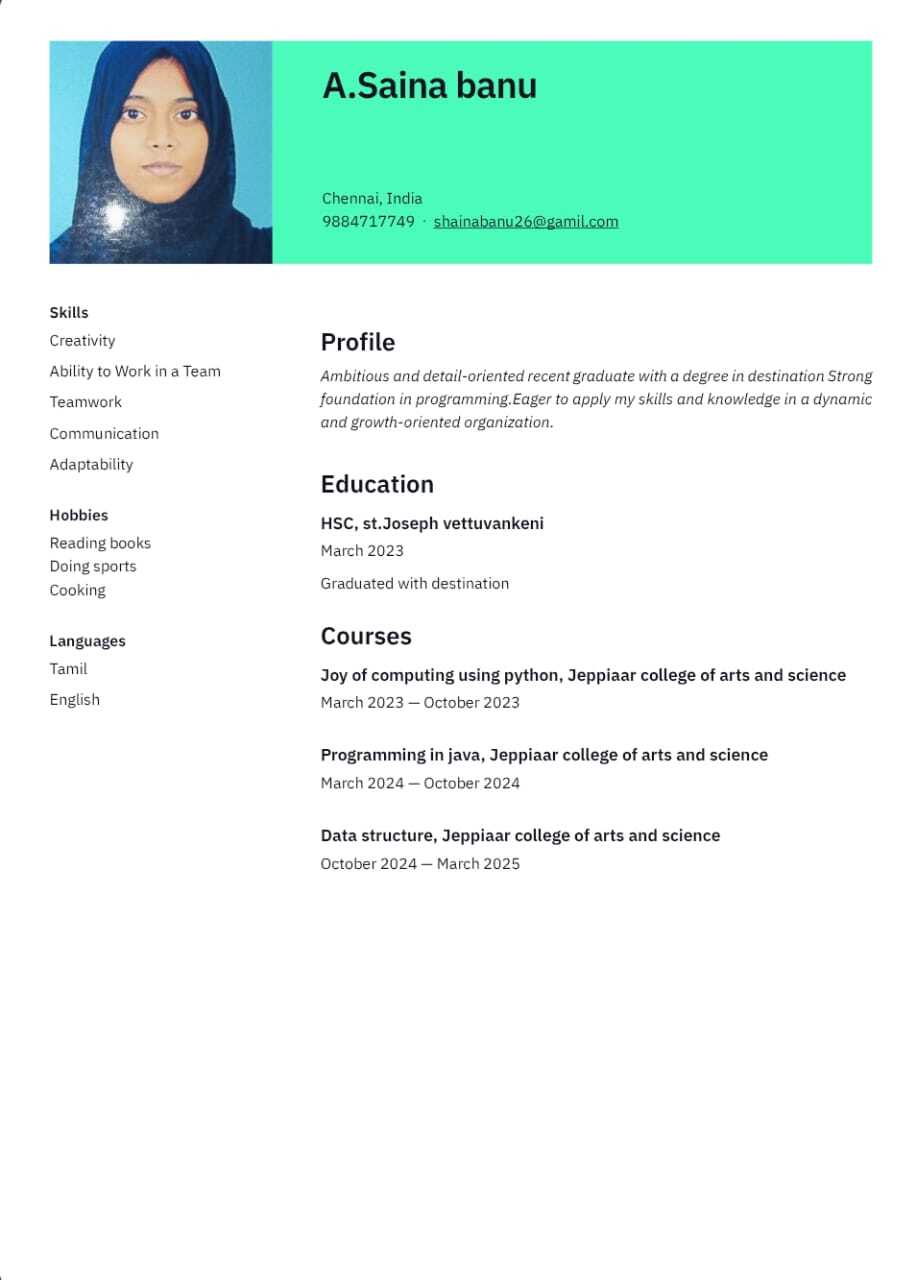 A.Saina banu
Chennai, India
9884717749 · shainabanu26@gamil.com
Skills
Creativity
Ability to Work in a Team
Teamwork
Communication
Adaptability
Hobbies
Reading books
Doing sports
Cooking
Languages
Tamil
English
Profile
Ambitious and detail-oriented recent graduate with a degree in destination Strong
foundation in programming.Eager to apply my skills and knowledge in a dynamic
and growth-oriented organization.
Education
HSC, st.Joseph vettuvankeni
March 2023
Graduated with destination
Courses
Joy of computing using python, Jeppiaar college of arts and science
March 2023 — October 2023
Programming in java, Jeppiaar college of arts and science
March 2024 — October 2024
Data structure, Jeppiaar college of arts and science
October 2024 — March 2025